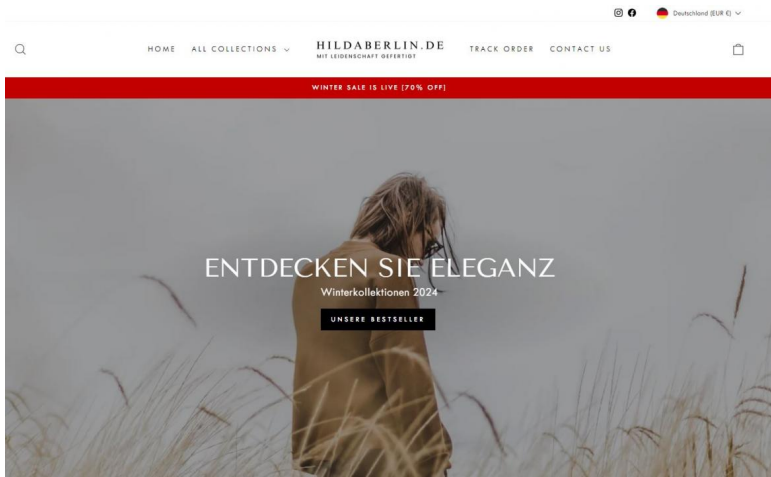 Deutschland (EUR €)
HOME ALL COLLECTIONS HILDABERLIN.DE TRACK ORDER CONTACT US
MIT LEIDENSCHAFT GEFERTIGT
WINTER SALE IS LIVE [70% OFF]
ENTDECKEN SIE ELEGANZ
Winterkollektionen 2024
UNSERE BESTSELLER